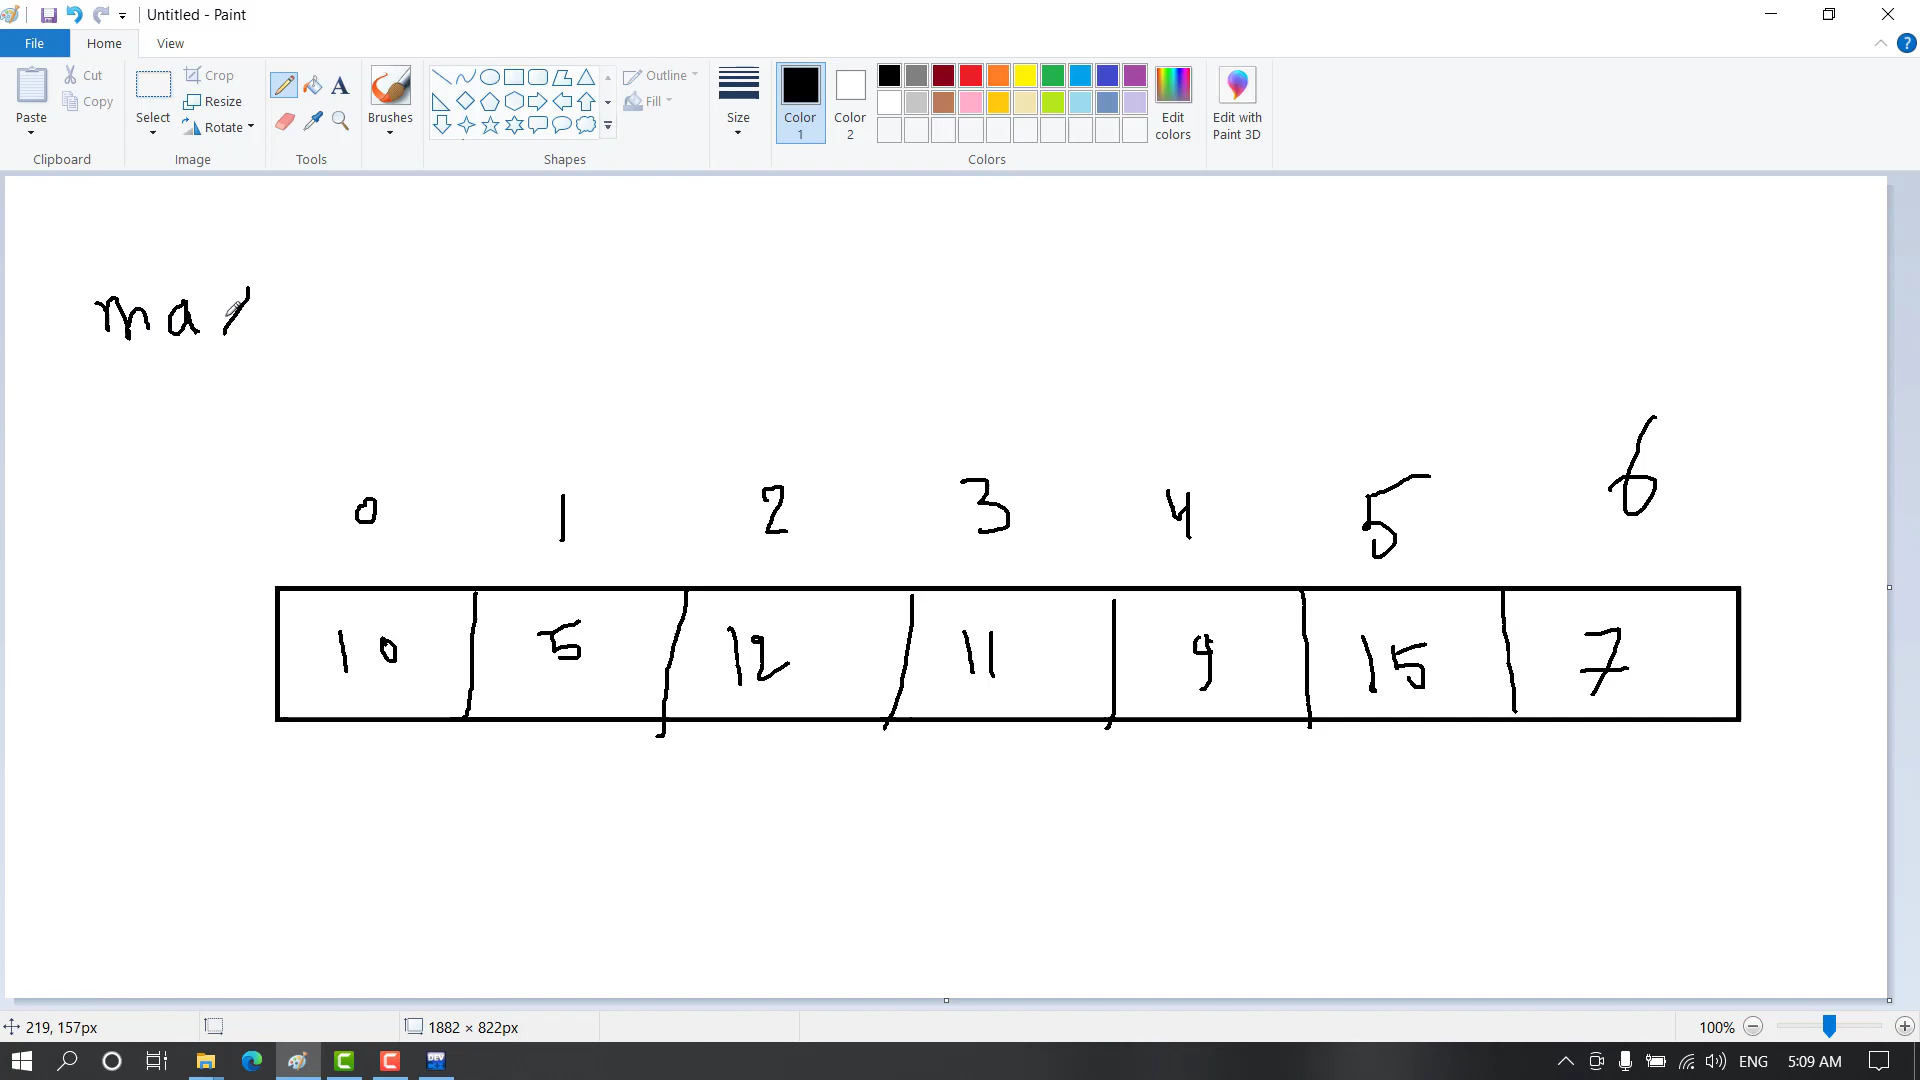 Untitled - Paint
File Home View
Cut
Copy
Paste
Clipboard
Select
Crop
Resize
Rotate
Image
Tools
A
Brushes
Outline
Fill
Shapes
Size
Color 1
Color 2
Edit colors
Colors
Edit with Paint 3D
ma
0 1 2 3 4 5 6
10 5 12 11 9 15 7
219, 157px
1882 × 822px
100%
DEV
ENG
5:09 AM